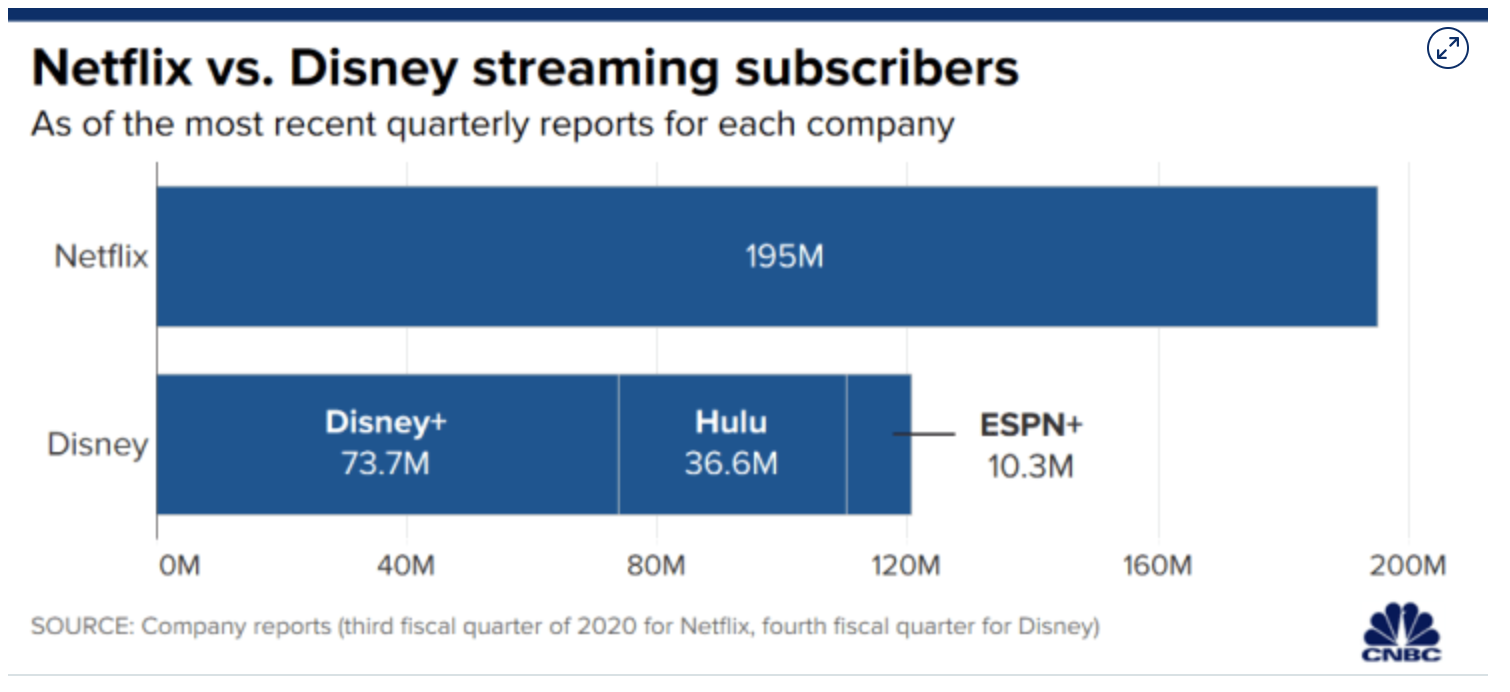 Netflix vs. Disney streaming subscribers
As of the most recent quarterly reports for each company
Netflix
195M
Disney
Disney+
73.7M
Hulu
36.6M
ESPN+
10.3M
0M 40M 80M 120M 160M 200M
SOURCE: Company reports (third fiscal quarter of 2020 for Netflix, fourth fiscal quarter for Disney)
CNBC